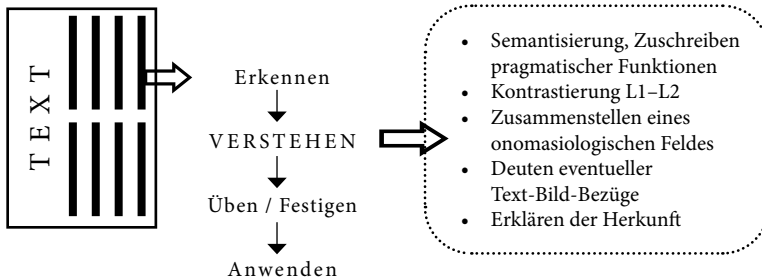 TEXT
Erkennen
VERSTEHEN
Üben / Festigen
Anwenden
• Semantisierung, Zuschreiben
pragmatischer Funktionen
• Kontrastierung L1–L2
• Zusammenstellen eines
onomasiologischen Feldes
• Deuten eventueller
Text-Bild-Bezüge
• Erklären der Herkunft